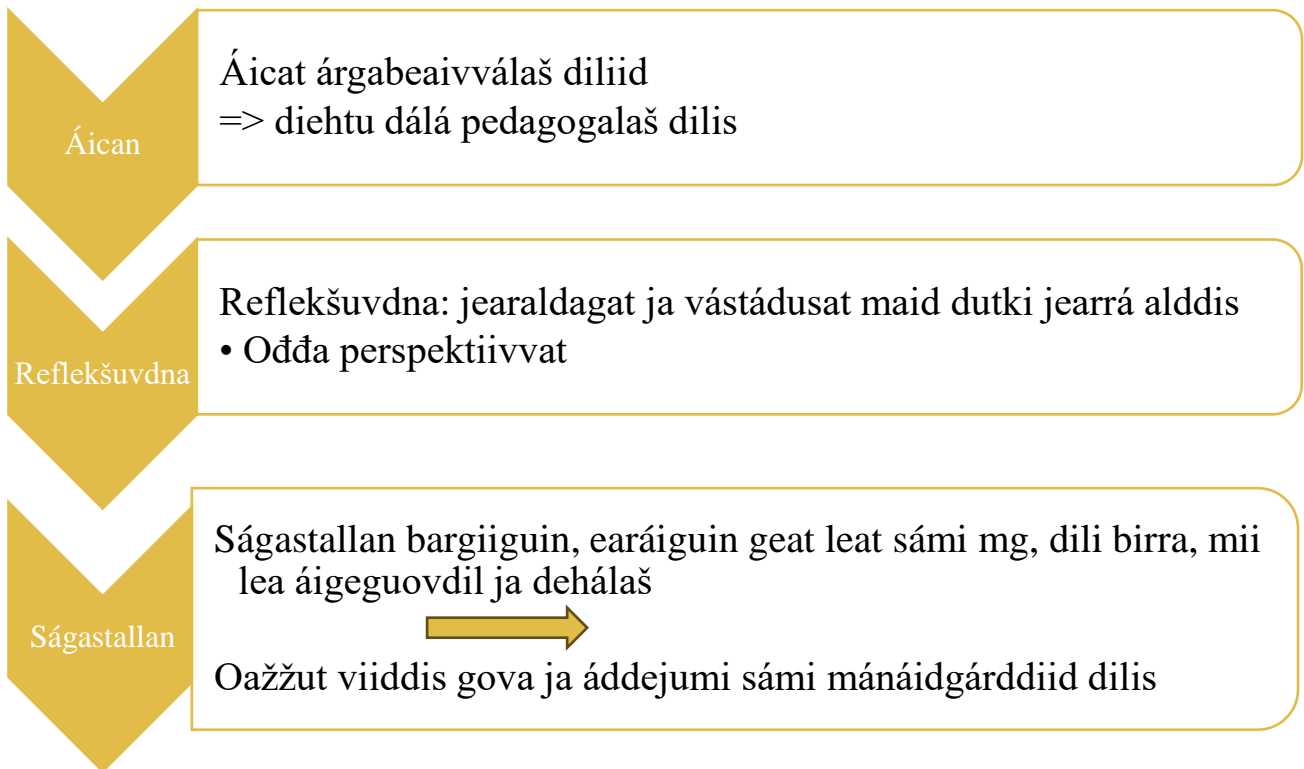 Áican
Áicat árgabeaivválaš diliid
=> diehtu dálá pedagogalaš dilis
Reflekšuvdna
Reflekšuvdna: jearaldagat ja vástádusat maid dutki jearrá alddis
• Ođđa perspektiivvat
Ságastallan
Ságastallan bargiiguin, earáiguin geat leat sámi mg, dili birra, mii
lea áigeguovdil ja dehálaš
Oažžut viiddis gova ja áddejumi sámi mánáidgárddiid dilis